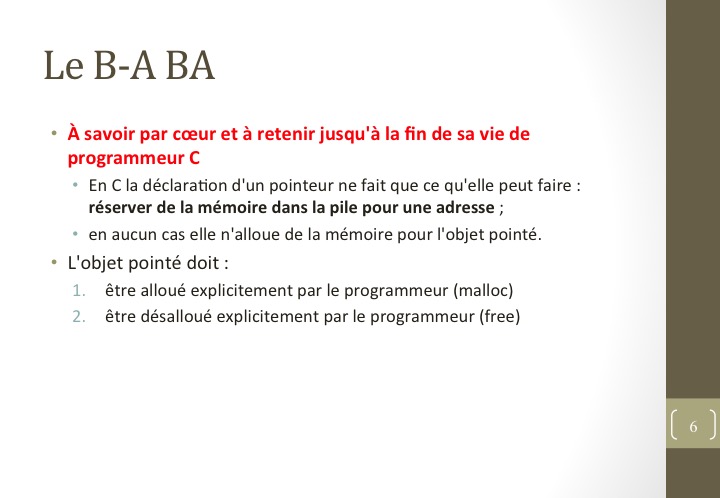 Le B-A BA
• À savoir par cœur et à retenir jusqu'à la fin de sa vie de
programmeur C
• En C la déclaration d'un pointeur ne fait que ce qu'elle peut faire :
réserver de la mémoire dans la pile pour une adresse ;
• en aucun cas elle n'alloue de la mémoire pour l'objet pointé.
• L'objet pointé doit :
1. être alloué explicitement par le programmeur (malloc)
2. être désalloué explicitement par le programmeur (free)
6